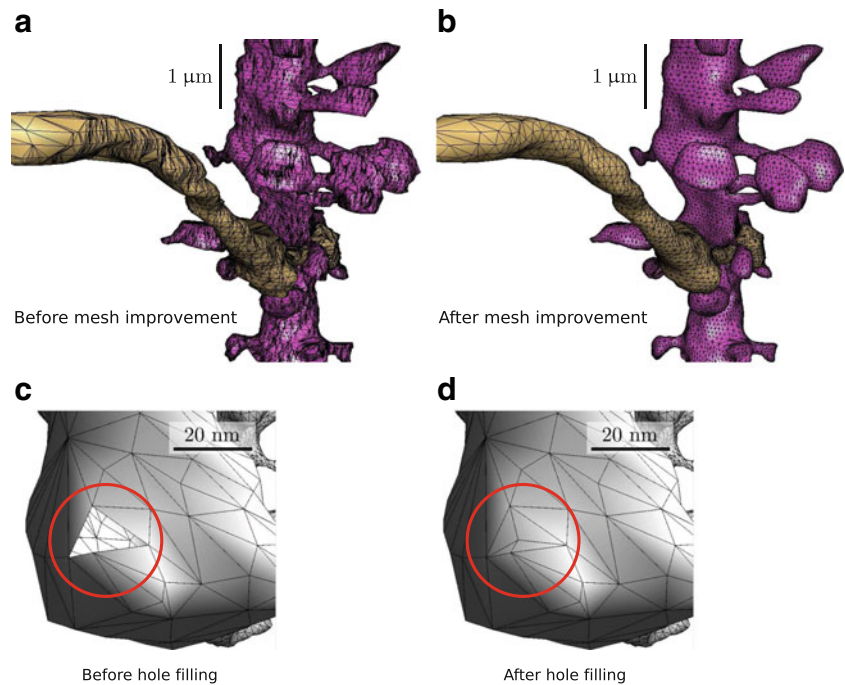 a
b
1 μm
1 μm
Before mesh improvement
After mesh improvement
c
d
20 nm
20 nm
Before hole filling
After hole filling